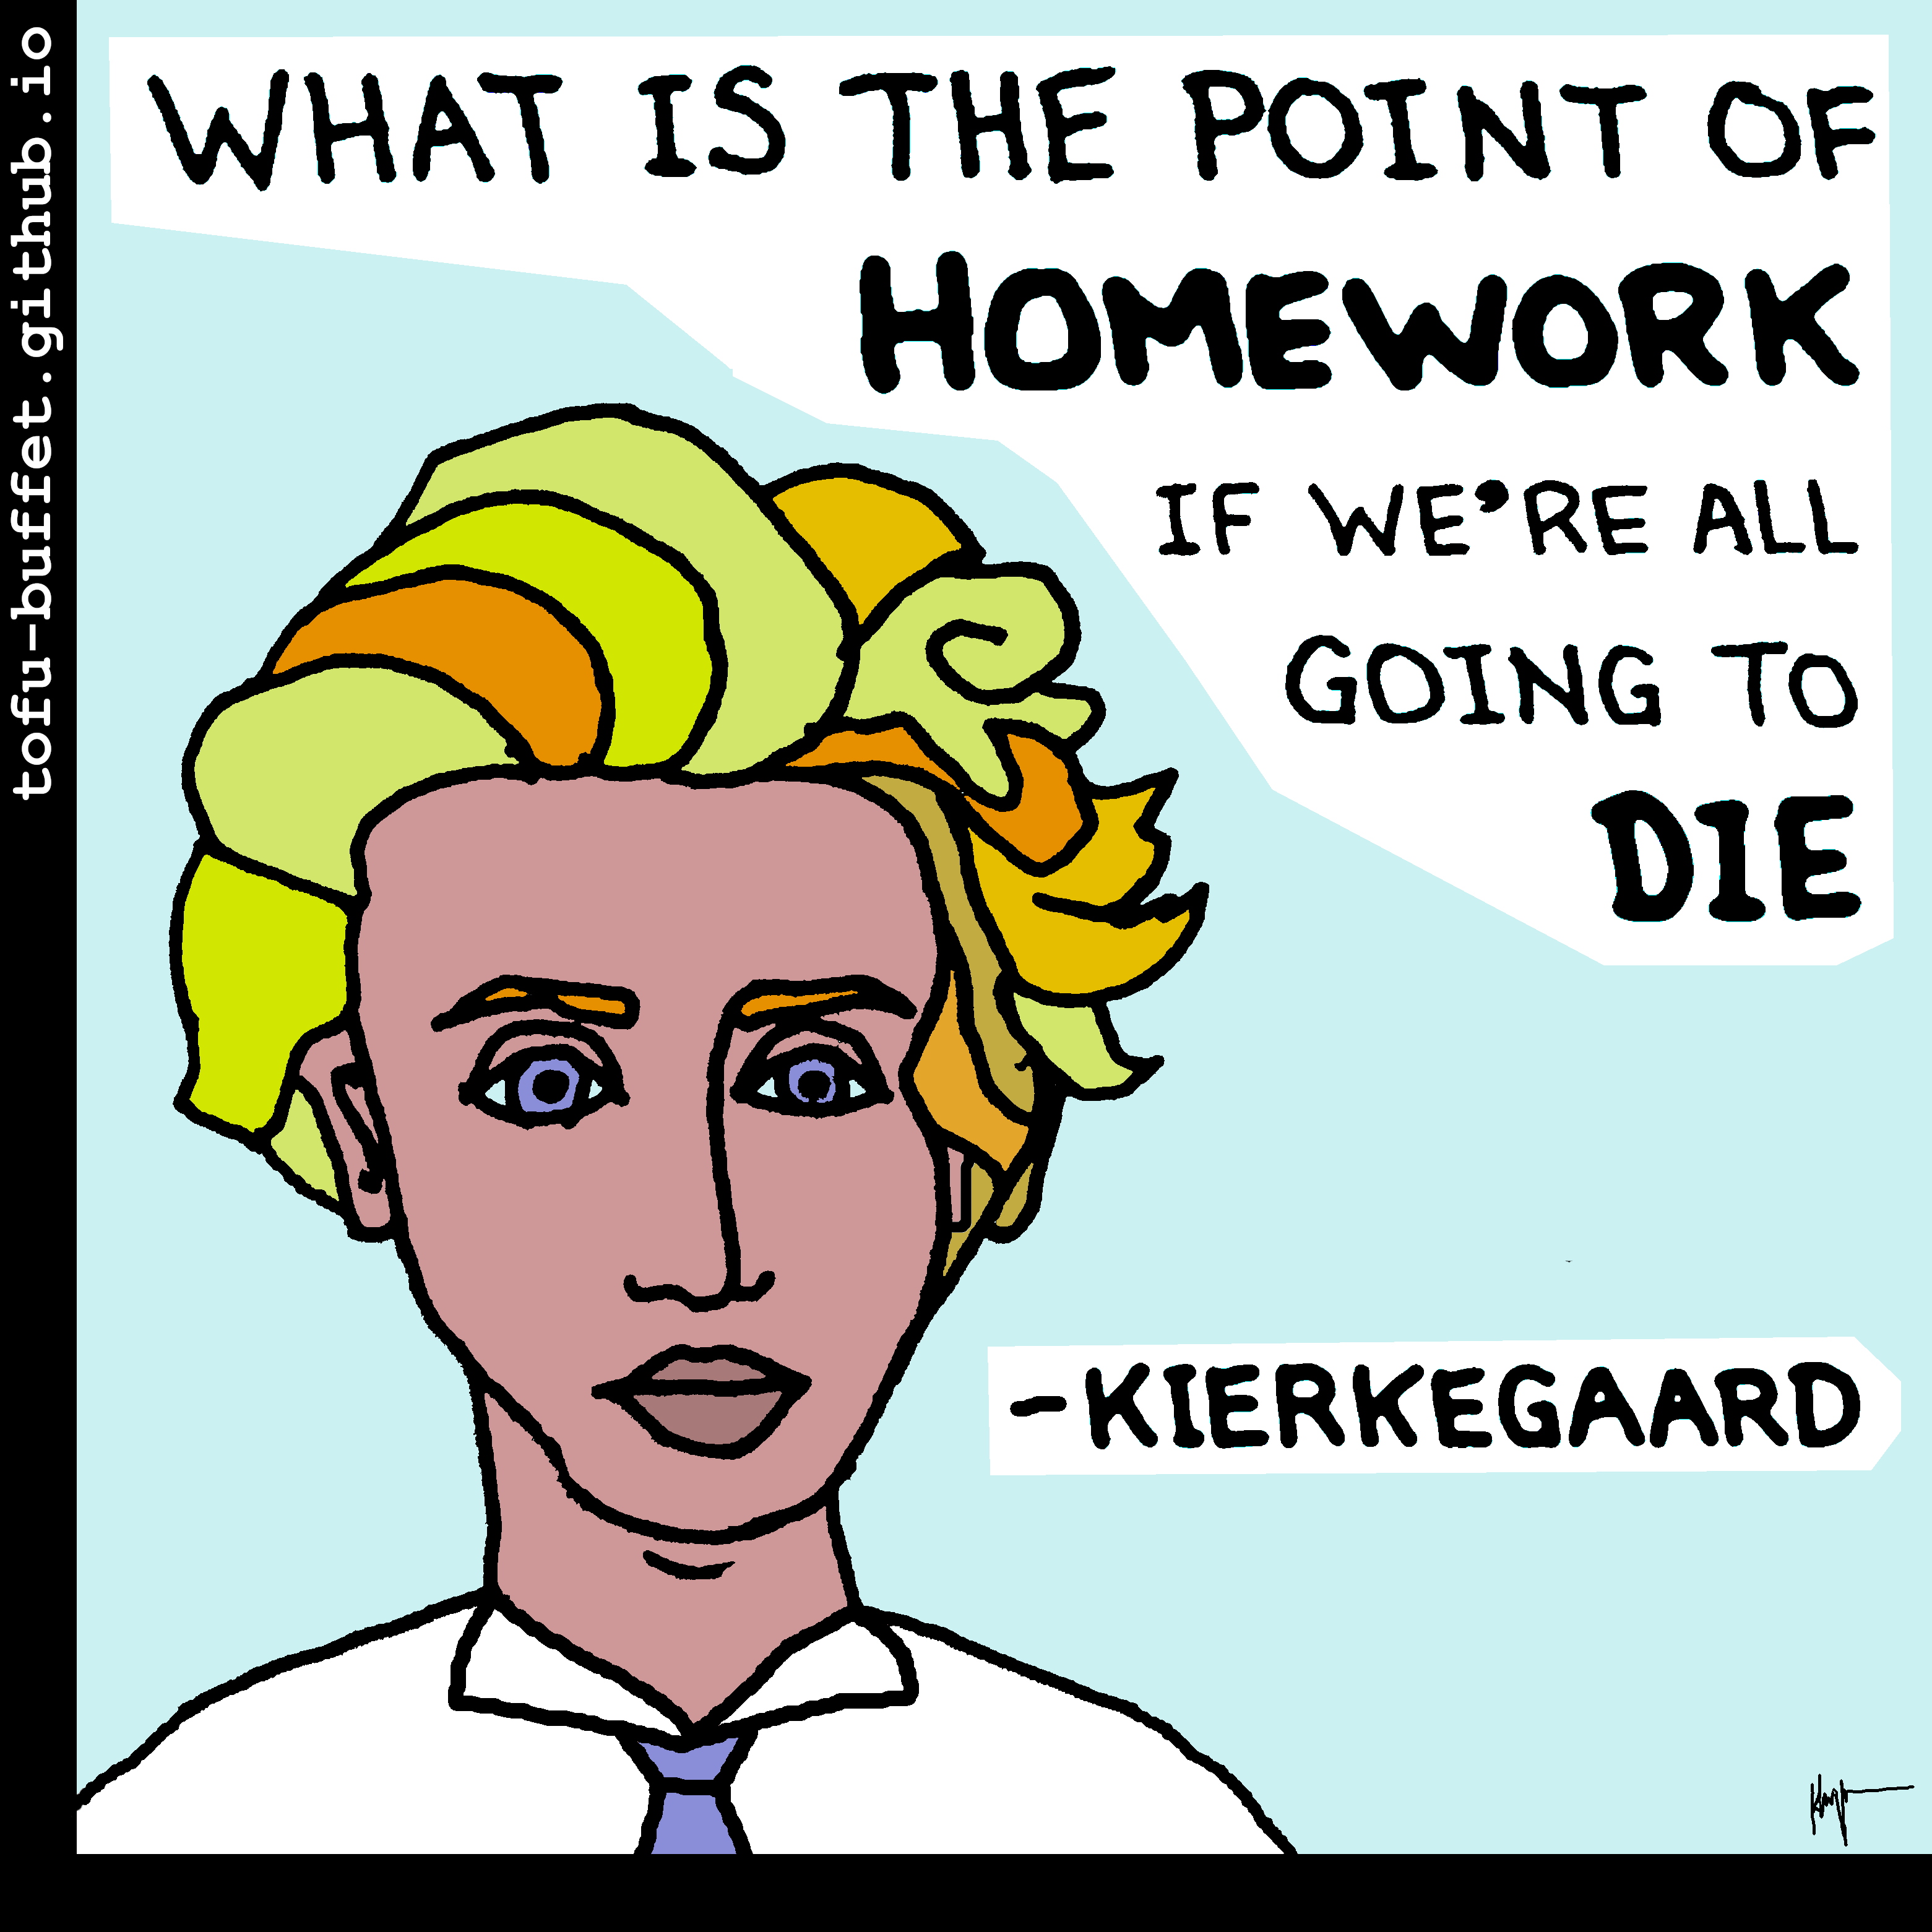 WHAT IS THE POINT OF
HOMEWORK
IF WE'RE ALL
GOING TO
DIE
-KIERKEGAARD
tofu-buffet.github.io